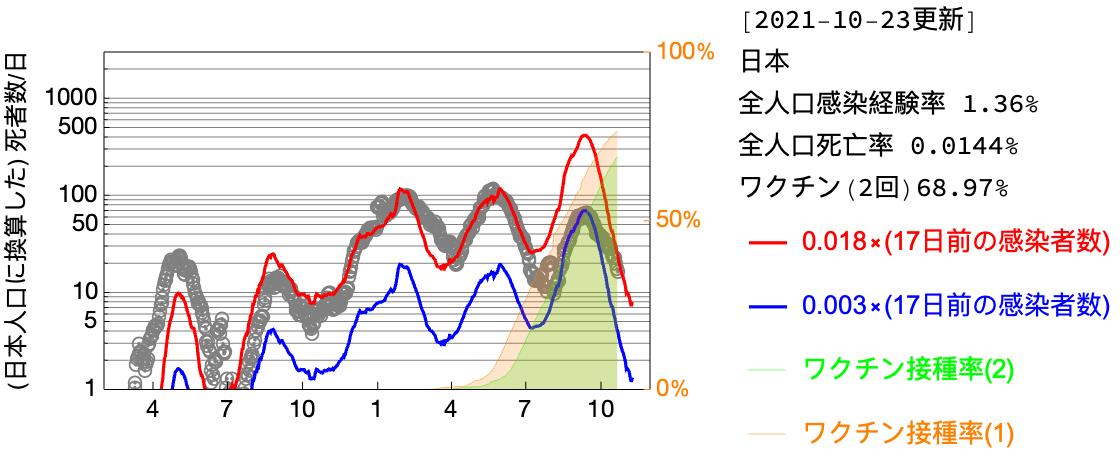 [2021-10-23更新]
日本
全人口感染経験率 1.36%
全人口死亡率 0.0144%
ワクチン(2回)68.97%
(日本人口に換算した) 死者数/日
1000
500
100
50
10
5
1
100%
50%
0%
4 7 10 1 4 7 10
0.018×(17日前の感染者数)
0.003×(17日前の感染者数)
ワクチン接種率(2)
ワクチン接種率(1)